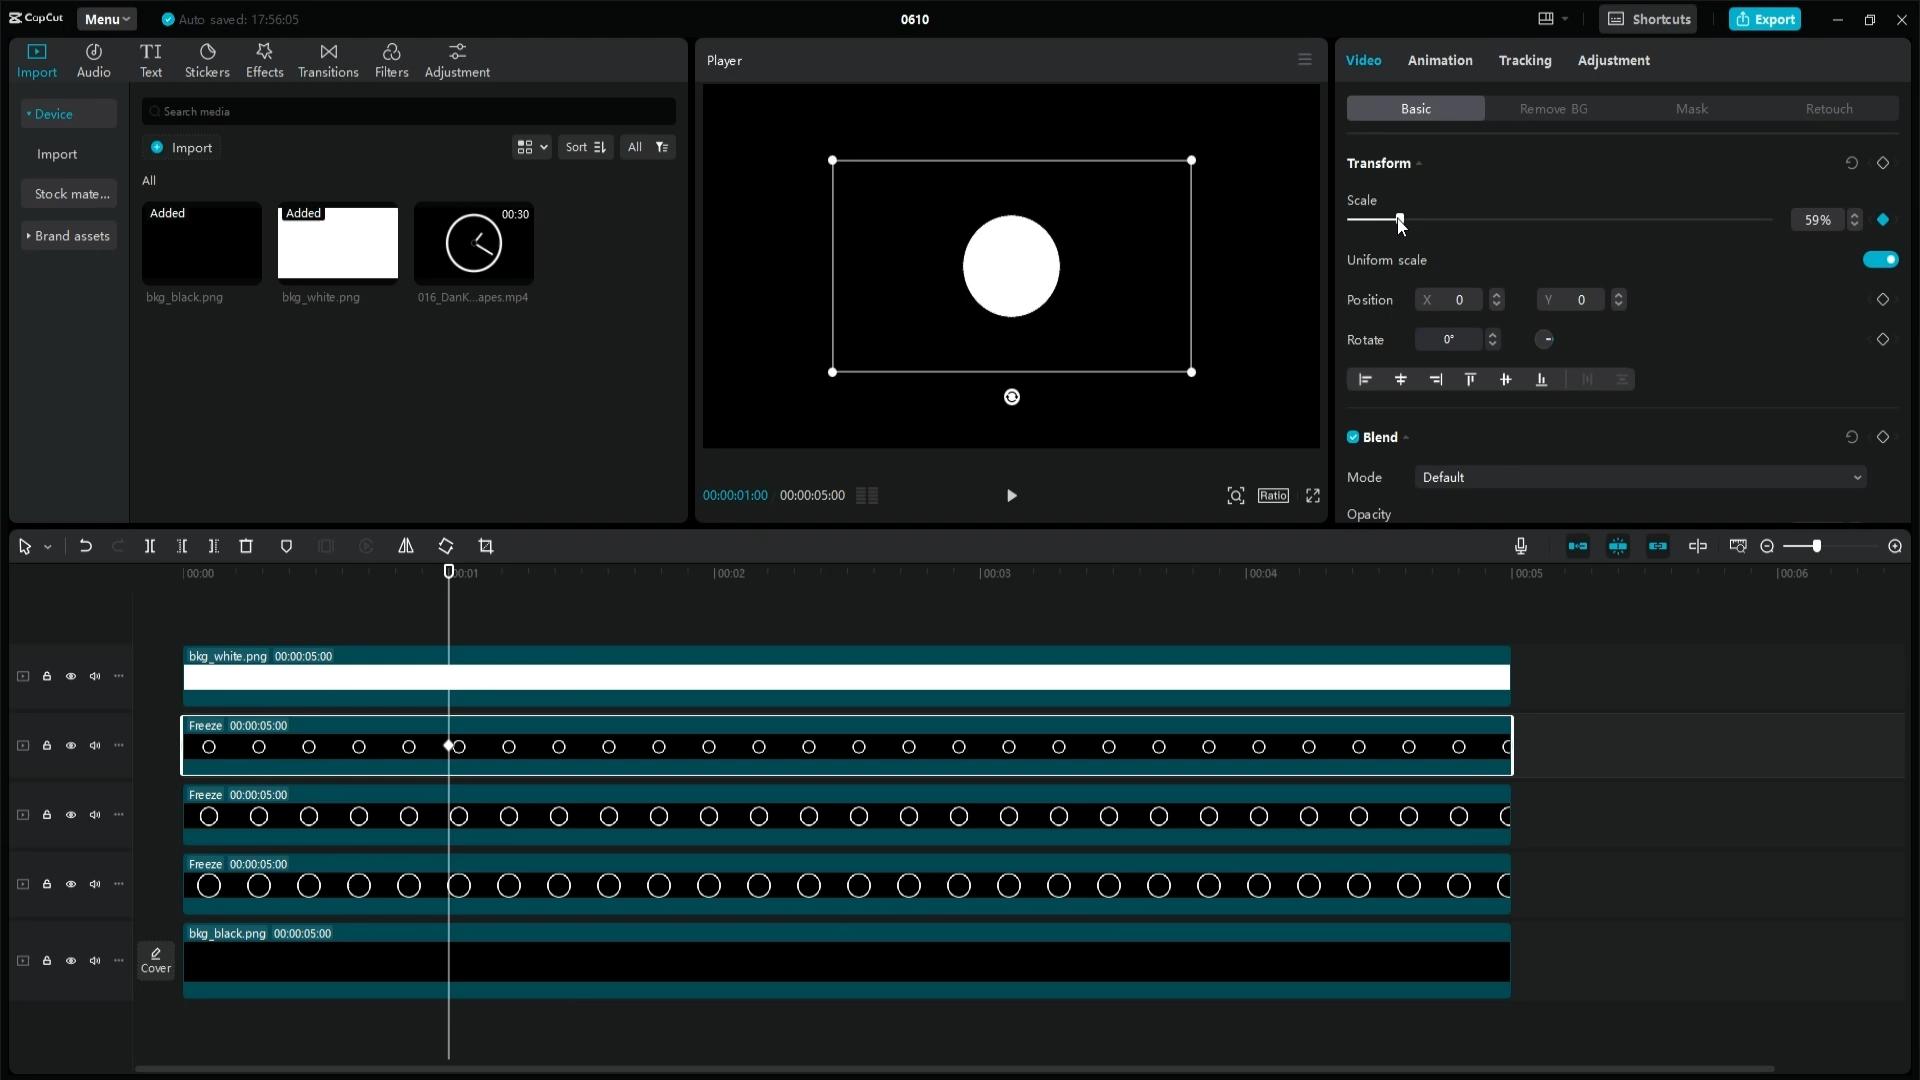 CapCut Menu Auto saved: 17:56:05 0610 Shortcuts Export
Import Audio Text Stickers Effects Transitions Filters Adjustment
Player
Video Animation Tracking Adjustment
Device
Import
Stock mate...
Brand assets
Search media
Import Sort All
All
Added
Added
00:30
bkg_black.png bkg_white.png 016_DanK...apes.mp4
00:00:01:00 00:00:05:00 Ratio
Basic Remove BG Mask Retouch
Transform
Scale
59%
Uniform scale
Position X 0 Y 0
Rotate 0°
Blend
Mode Default
Opacity
00:00 00:01 00:02 00:03 00:04 00:05 00:06
bkg_white.png 00:00:05:00
Freeze 00:00:05:00
Freeze 00:00:05:00
Freeze 00:00:05:00
bkg_black.png 00:00:05:00
Cover